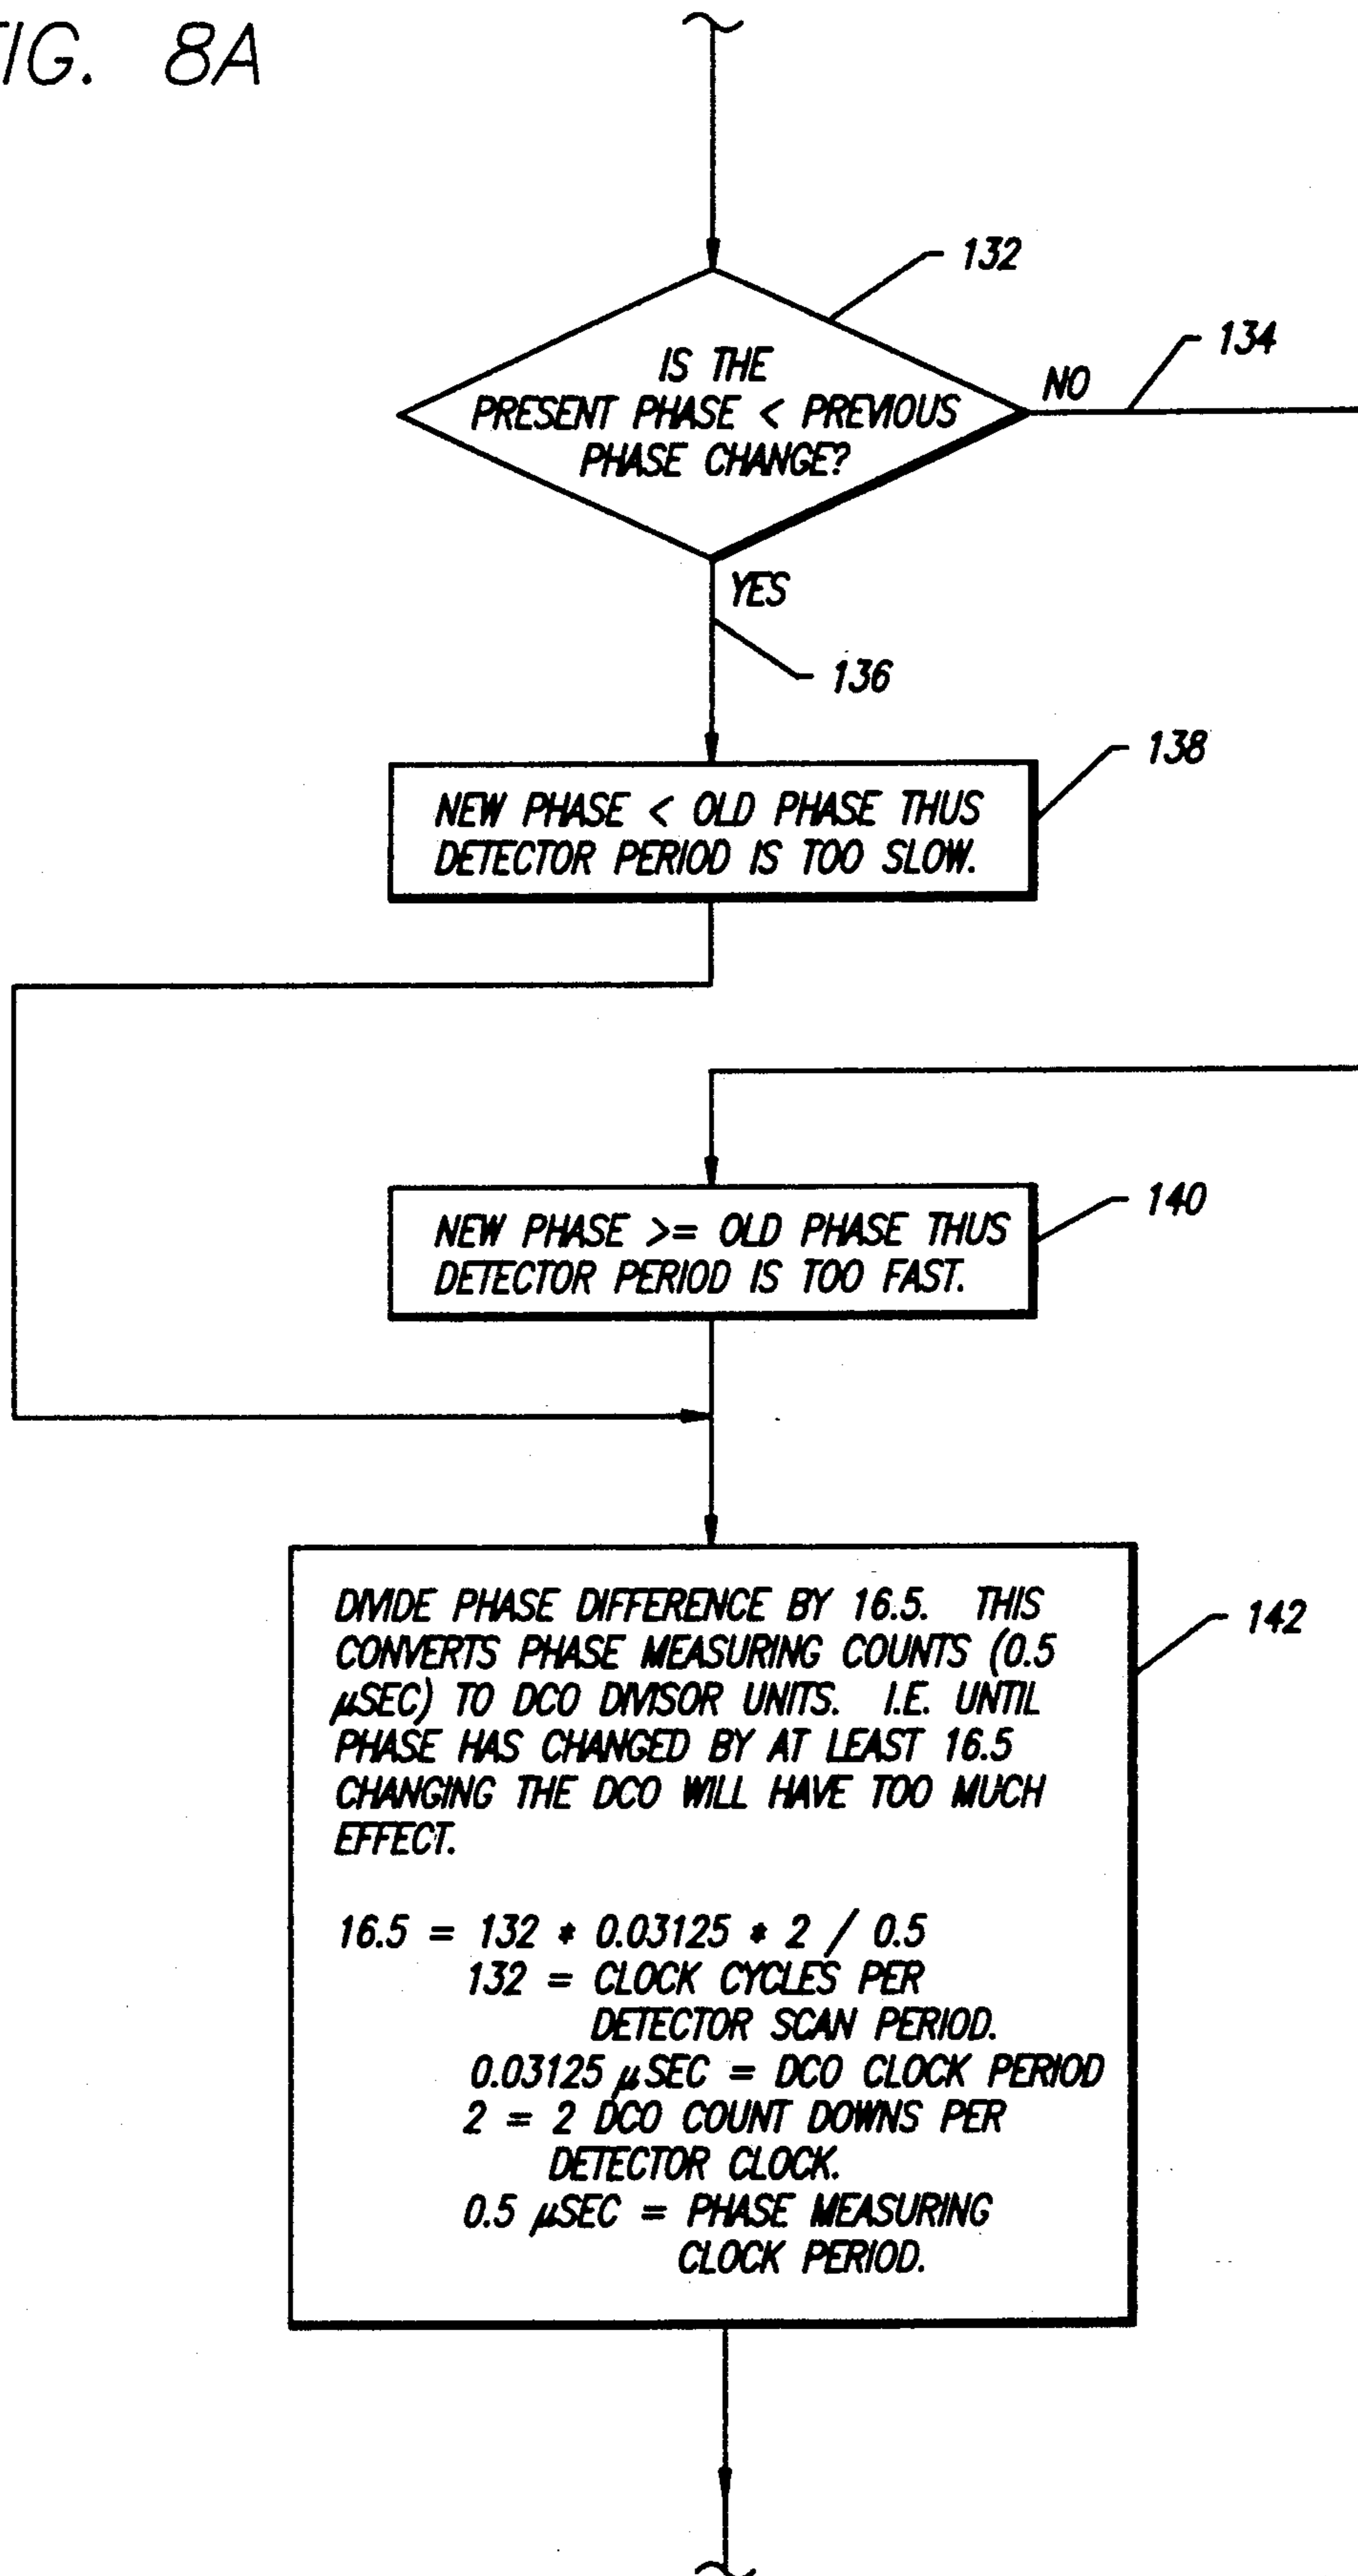 FIG. 8A
132
IS THE
PRESENT PHASE < PREVIOUS
PHASE CHANGE?
NO
134
YES
136
138
NEW PHASE < OLD PHASE THUS
DETECTOR PERIOD IS TOO SLOW.
140
NEW PHASE >= OLD PHASE THUS
DETECTOR PERIOD IS TOO FAST.
142
DIVIDE PHASE DIFFERENCE BY 16.5. THIS
CONVERTS PHASE MEASURING COUNTS (0.5
µSEC) TO DCO DIVISOR UNITS. I.E. UNTIL
PHASE HAS CHANGED BY AT LEAST 16.5
CHANGING THE DCO WILL HAVE TOO MUCH
EFFECT.
16.5 = 132 * 0.03125 * 2 / 0.5
132 = CLOCK CYCLES PER
DETECTOR SCAN PERIOD.
0.03125 µSEC = DCO CLOCK PERIOD
2 = 2 DCO COUNT DOWNS PER
DETECTOR CLOCK.
0.5 µSEC = PHASE MEASURING
CLOCK PERIOD.